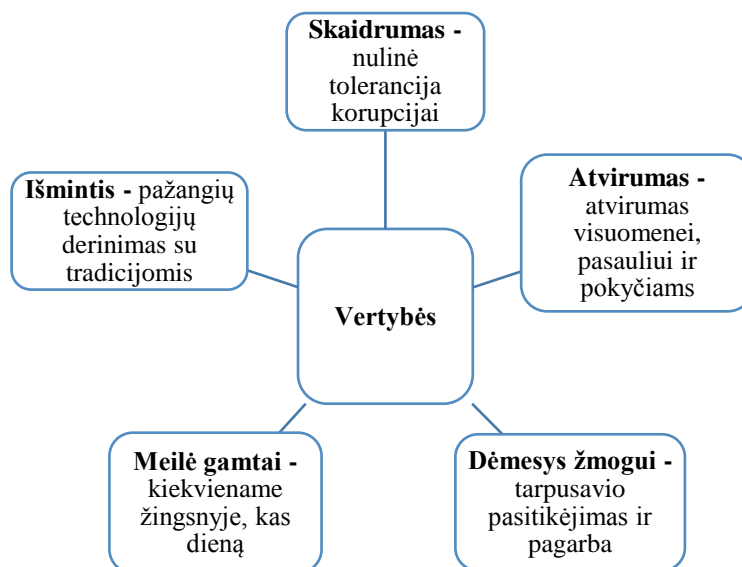 Skaidrumas -
nulinė
tolerancija
korupcijai
Išmintis - pažangių
technologijų
derinimas su
tradicijomis
Atvirumas -
atvirumas
visuomenei,
pasauliui ir
pokyčiams
Vertybės
Meilė gamtai -
kiekviename
žingsnyje, kas
dieną
Dėmesys žmogui -
tarpusavio
pasitikėjimas ir
pagarba